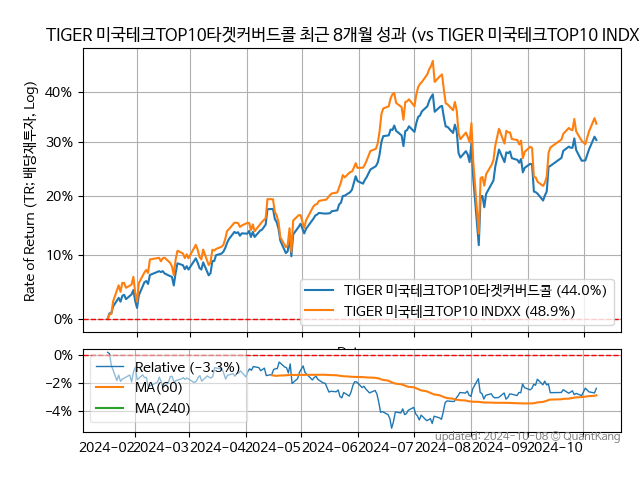 TIGER 미국테크TOP10타겟커버드콜 최근 8개월 성과 (vs TIGER 미국테크TOP10 INDX
Rate of Return (TR: 배당재투자, Log)
40%
30%
20%
10%
0%
TIGER 미국테크TOP10타겟커버드콜 (44.0%)
TIGER 미국테크TOP10 INDXX (48.9%)
0%
−2%
−4%
Relative (−3.3%)
MA(60)
MA(240)
2024−02 2024−03 2024−04 2024−05 2024−06 2024−07 2024−08 2024−09 2024−10
updated: 2024−10−08 © QuantKang